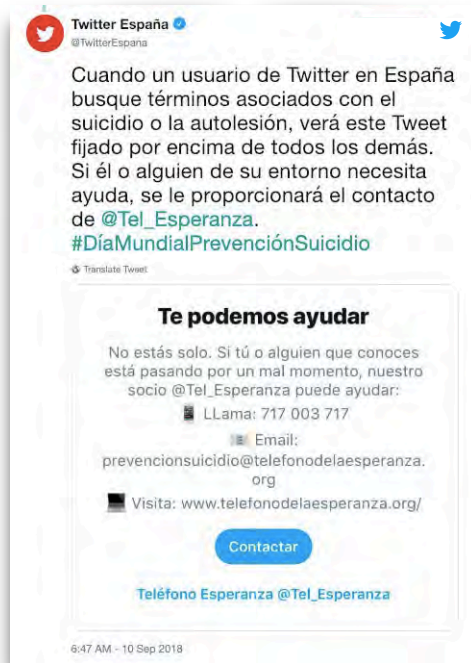 Twitter España
@TwitterEspana
Cuando un usuario de Twitter en España
busque términos asociados con el
suicidio o la autolesión, verá este Tweet
fijado por encima de todos los demás.
Si él o alguien de su entorno necesita
ayuda, se le proporcionará el contacto
de @Tel_Esperanza.
#DíaMundialPrevenciónSuicidio
Translate Tweet
Te podemos ayudar
No estás solo. Si tú o alguien que conoces
está pasando por un mal momento, nuestro
socio @Tel_Esperanza puede ayudar:
LLama: 717 003 717
Email:
prevencionsuicidio@telefonodelaesperanza.
org
Visita: www.telefonodelaesperanza.org/
Contactar
Teléfono Esperanza @Tel_Esperanza
6:47 AM - 10 Sep 2018